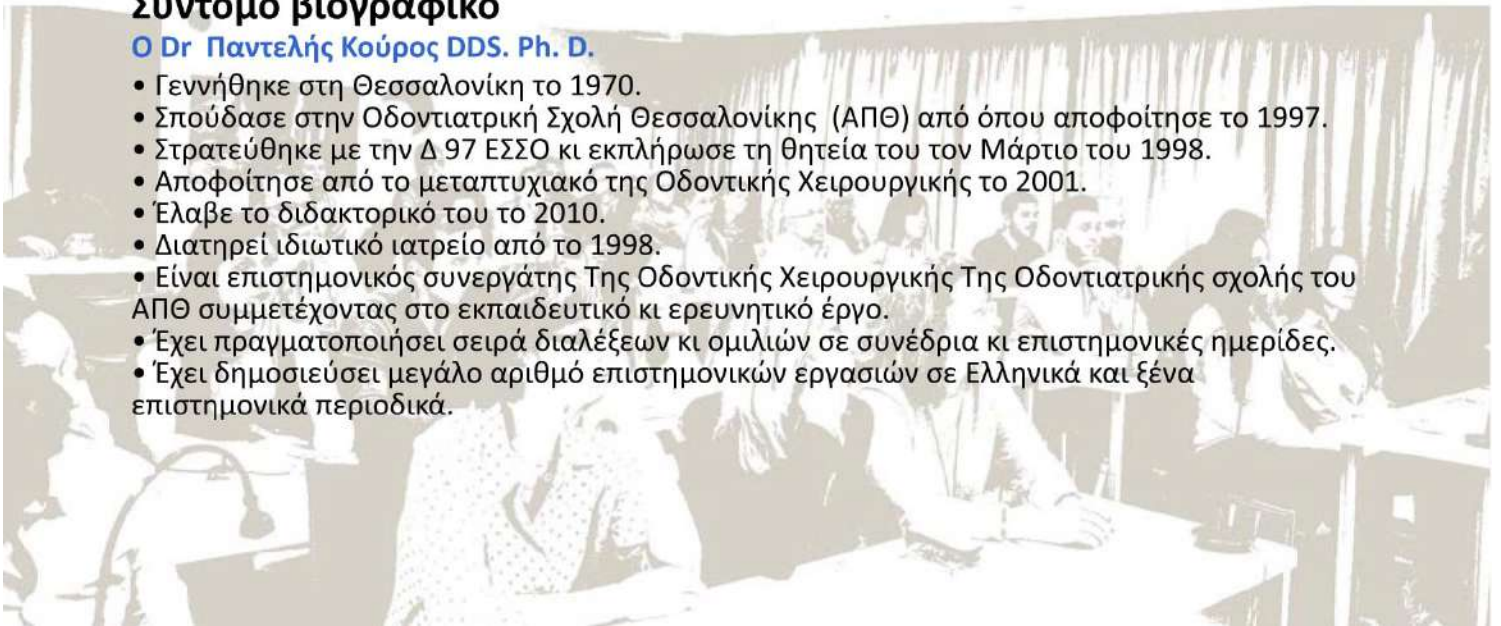 Σύντομο βιογραφικό
Ο Dr Παντελής Κούρος DDS. Ph. D.
• Γεννήθηκε στη Θεσσαλονίκη το 1970.
• Σπούδασε στην Οδοντιατρική Σχολή Θεσσαλονίκης (ΑΠΘ) από όπου αποφοίτησε το 1997.
• Στρατεύθηκε με την Δ 97 ΕΣΣΟ κι εκπλήρωσε τη θητεία του τον Μάρτιο του 1998.
• Αποφοίτησε από το μεταπτυχιακό της Οδοντικής Χειρουργικής το 2001.
• Έλαβε το διδακτορικό του το 2010.
• Διατηρεί ιδιωτικό ιατρείο από το 1998.
• Είναι επιστημονικός συνεργάτης Της Οδοντικής Χειρουργικής Της Οδοντιατρικής σχολής του
ΑΠΘ συμμετέχοντας στο εκπαιδευτικό κι ερευνητικό έργο.
• Έχει πραγματοποιήσει σειρά διαλέξεων κι ομιλιών σε συνέδρια κι επιστημονικές ημερίδες.
• Έχει δημοσιεύσει μεγάλο αριθμό επιστημονικών εργασιών σε Ελληνικά και ξένα
επιστημονικά περιοδικά.